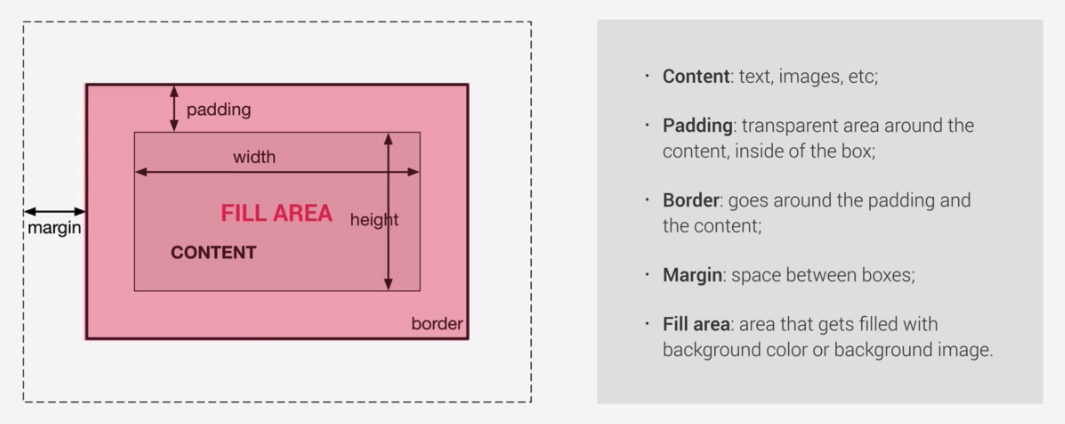 padding
width
FILL AREA
height
margin
CONTENT
border
· Content: text, images, etc;
· Padding: transparent area around the
content, inside of the box;
· Border: goes around the padding and
the content;
· Margin: space between boxes;
· Fill area: area that gets filled with
background color or background image.